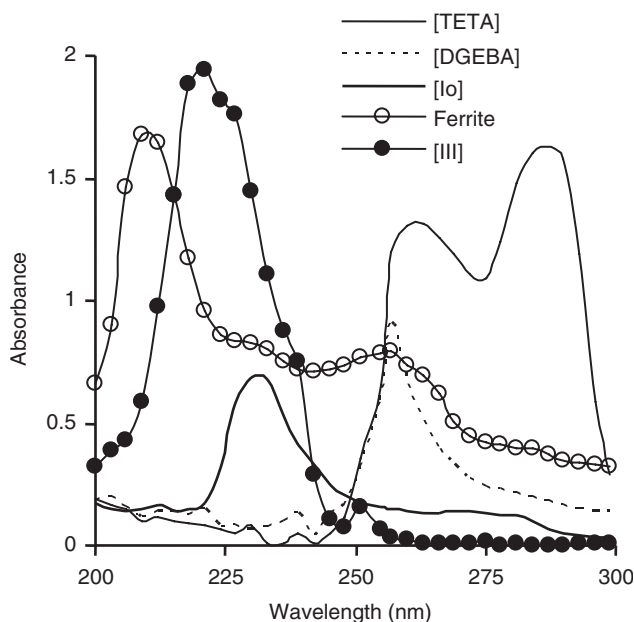 [TETA]
[DGEBA]
[Io]
Ferrite
[III]
2
1.5
1
0.5
0
Absorbance
200
225
250
275
300
Wavelength (nm)